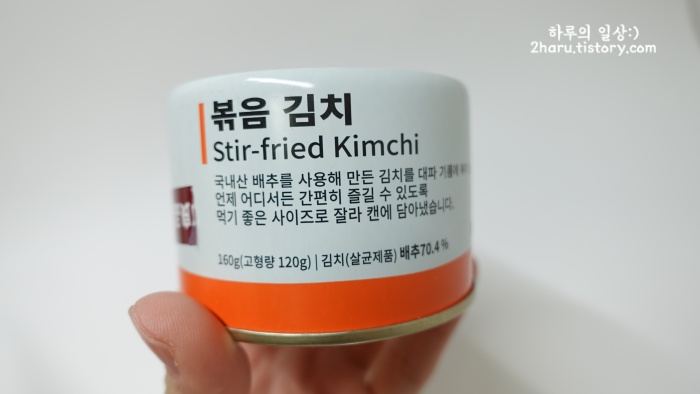 하루의 일상:)
2haru.tistory.com
볶음 김치
Stir-fried Kimchi
국내산 배추를 사용해 만든 김치를 대파 기름에
언제 어디서든 간편히 즐길 수 있도록
먹기 좋은 사이즈로 잘라 캔에 담아냈습니다.
160g(고형량 120g) | 김치(살균제품) 배추70.4 %